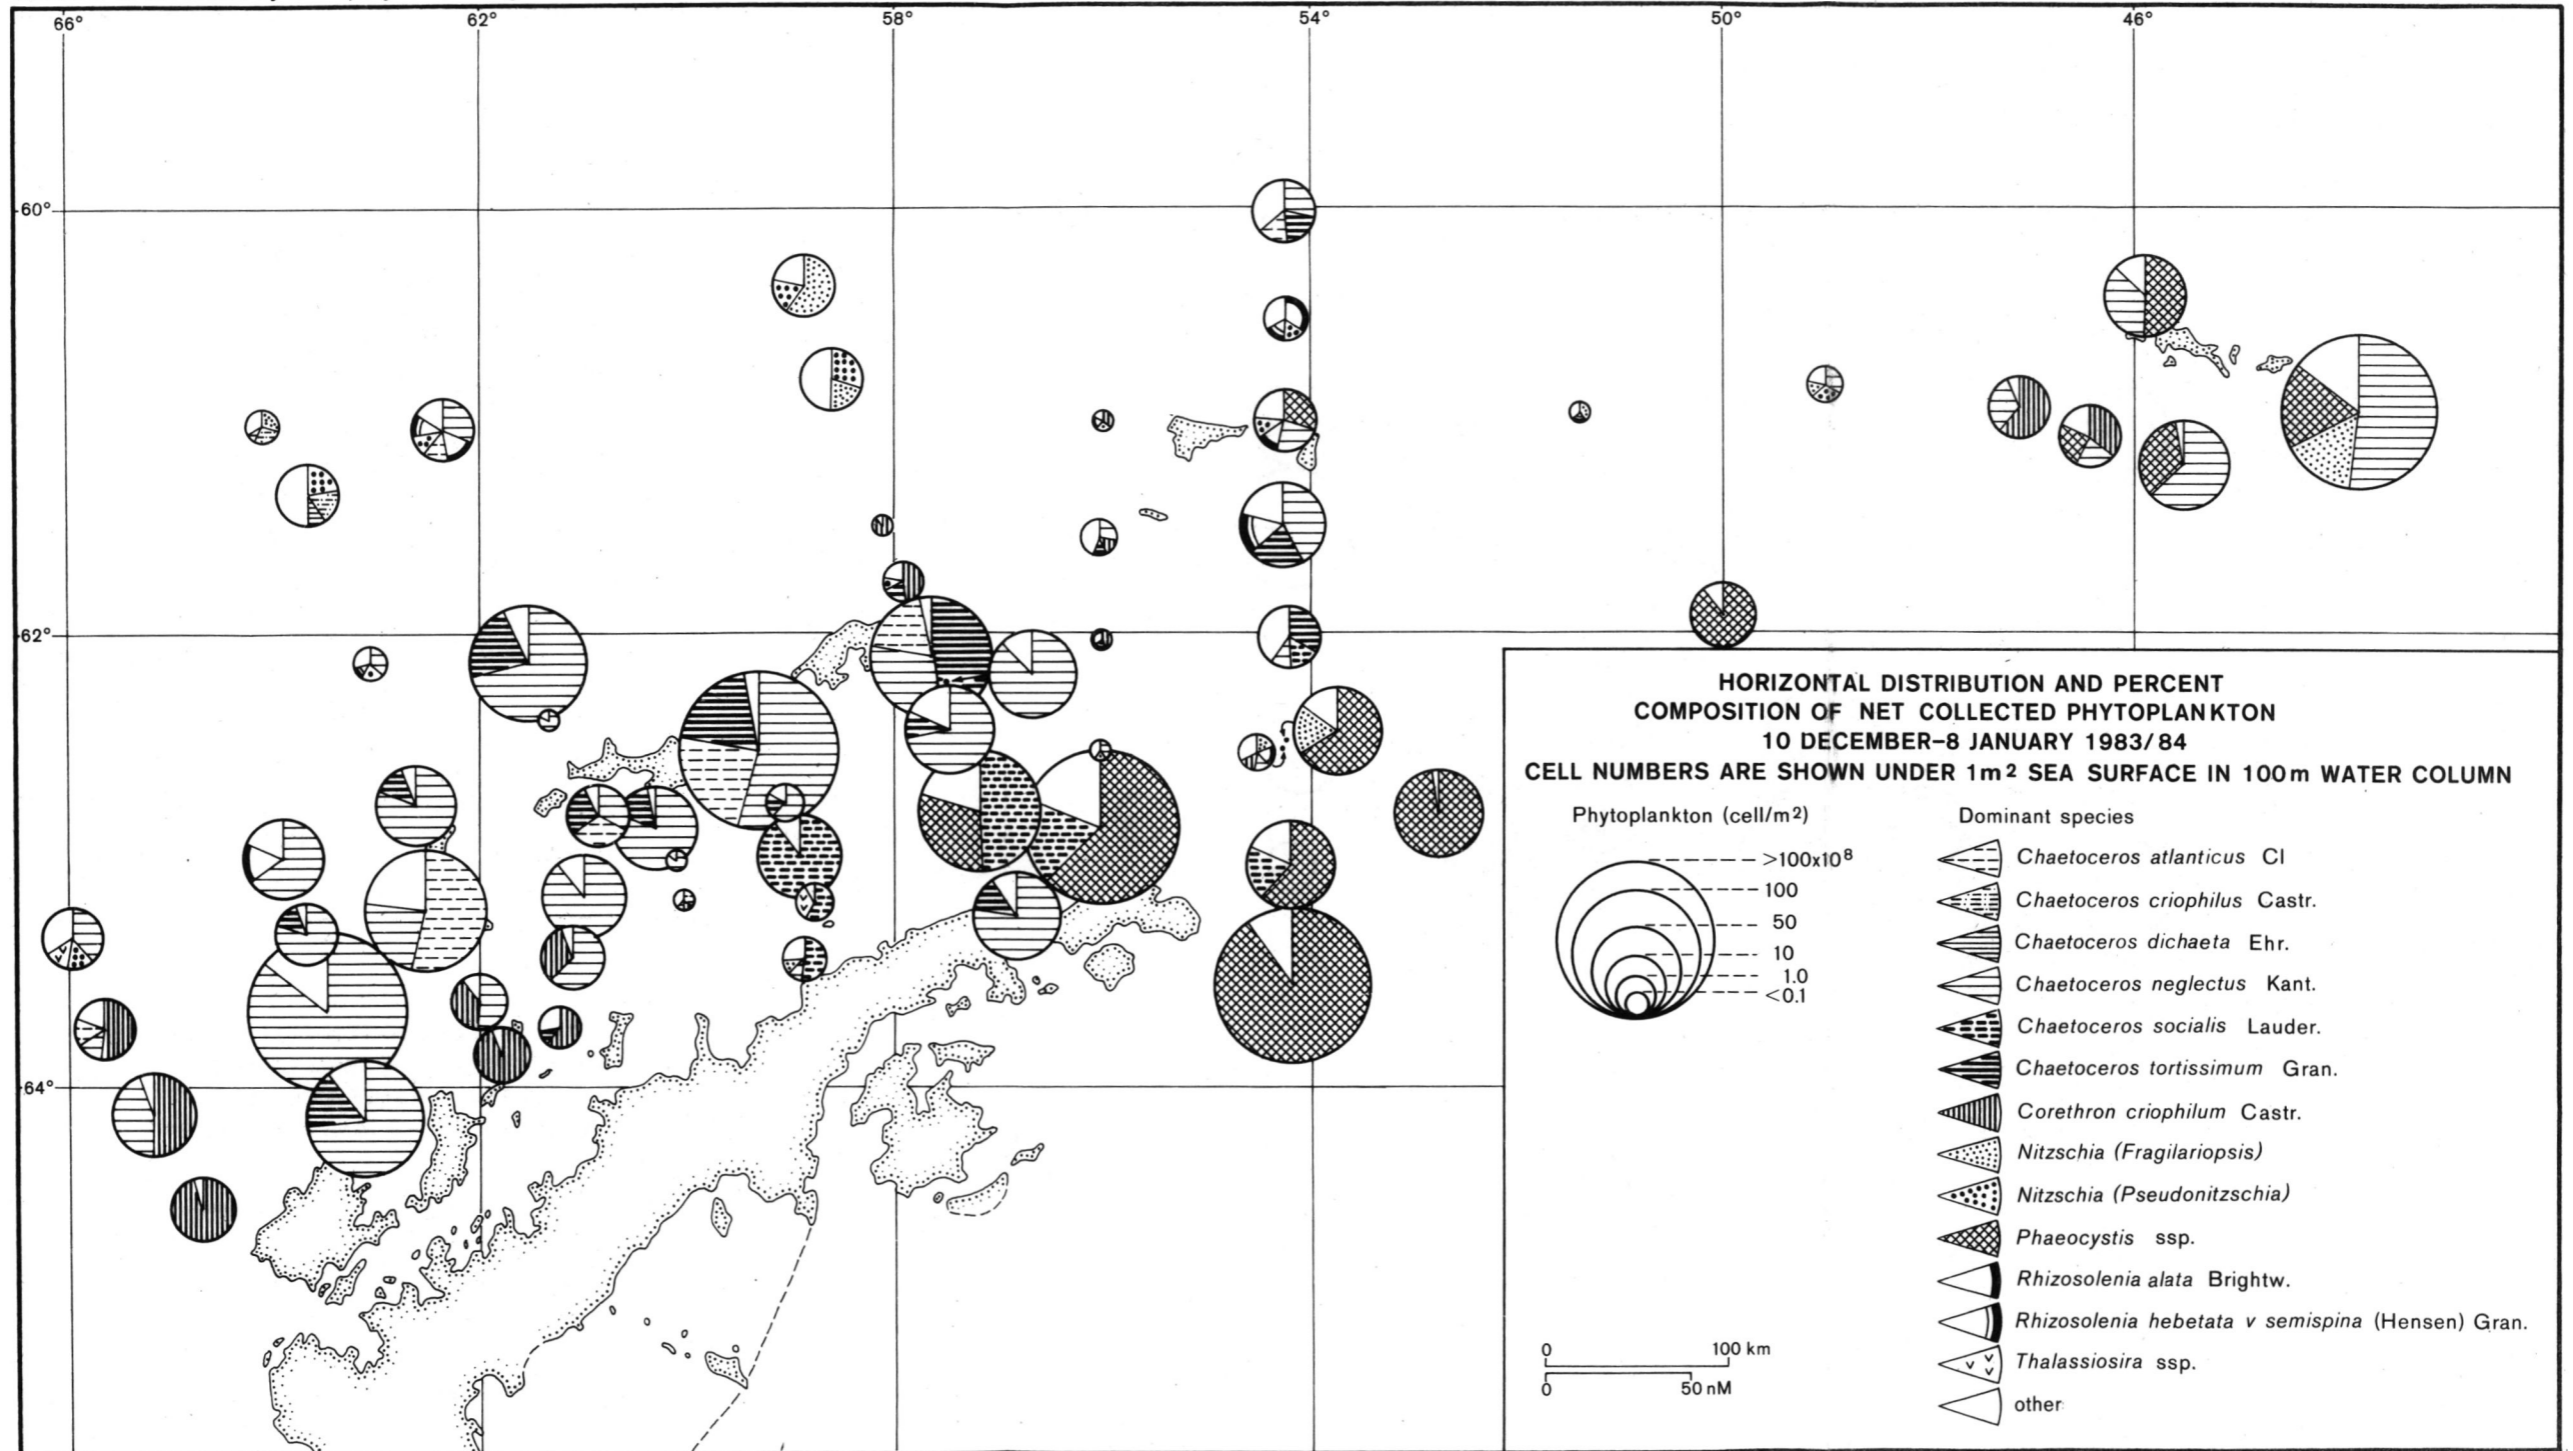 66°
62°
58°
54°
50°
46°
60°
62°
64°
HORIZONTAL DISTRIBUTION AND PERCENT
COMPOSITION OF NET COLLECTED PHYTOPLANKTON
10 DECEMBER–8 JANUARY 1983/84
CELL NUMBERS ARE SHOWN UNDER 1m² SEA SURFACE IN 100m WATER COLUMN
Phytoplankton (cell/m²)
>100x10⁸
100
50
10
1.0
<0.1
0 100 km
0 50 nM
Dominant species
Chaetoceros atlanticus Cl
Chaetoceros criophilus Castr.
Chaetoceros dichaeta Ehr.
Chaetoceros neglectus Kant.
Chaetoceros socialis Lauder.
Chaetoceros tortissimum Gran.
Corethron criophilum Castr.
Nitzschia (Fragilariopsis)
Nitzschia (Pseudonitzschia)
Phaeocystis ssp.
Rhizosolenia alata Brightw.
Rhizosolenia hebetata v semispina (Hensen) Gran.
Thalassiosira ssp.
other